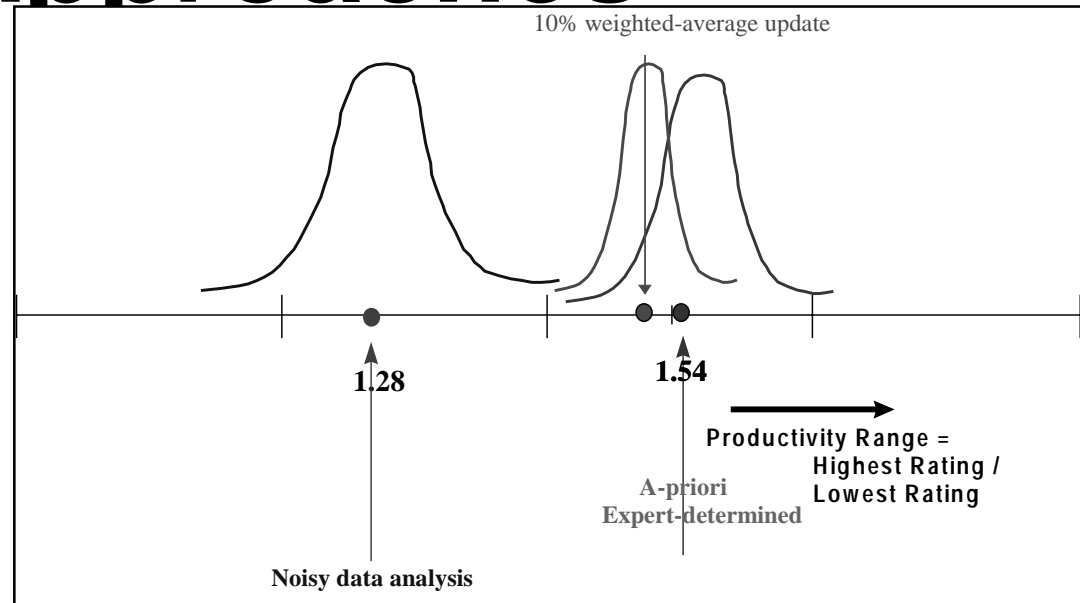 10% weighted-average update
1.28
1.54
Productivity Range =
Highest Rating /
Lowest Rating
A-priori
Expert-determined
Noisy data analysis